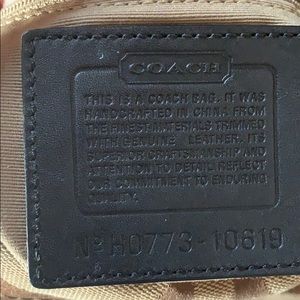 COACH
THIS IS A COACH BAG. IT WAS
HANDCRAFTED IN CHINA FROM
THE FINEST MATERIALS TRIMMED
WITH GENUINE LEATHER. ITS
SUPERIOR CRAFTSMANSHIP AND
ATTENTION TO DETAIL REFLECT
OUR COMMITMENT TO ENDURING
QUALITY.
Nº H0773-10619